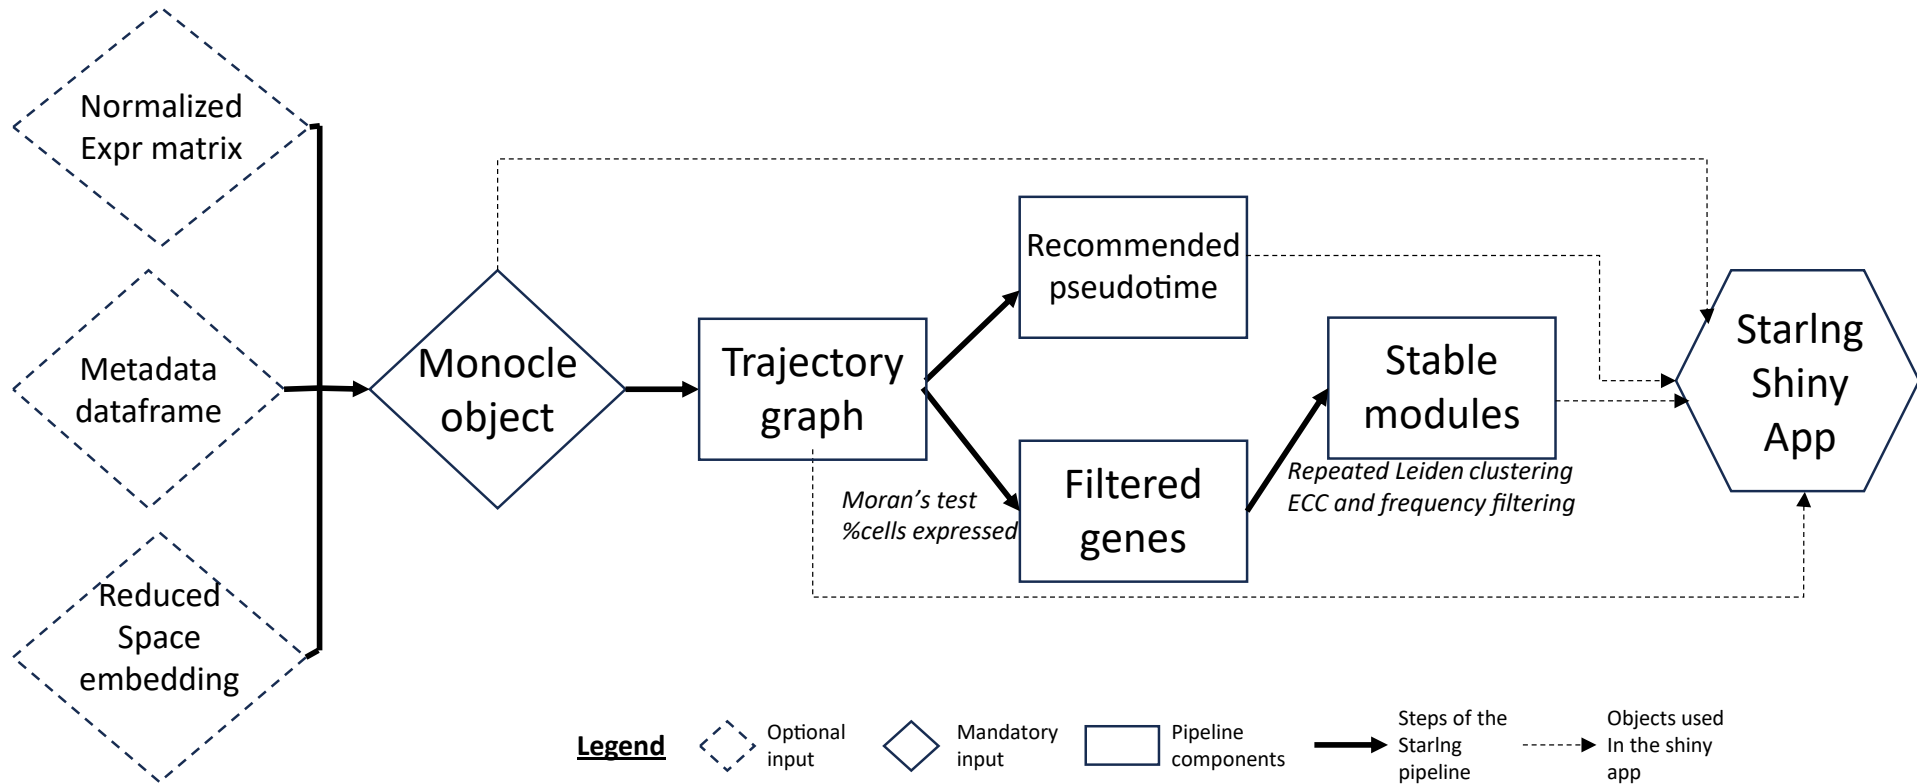 Normalized
Expr matrix
Metadata
dataframe
Reduced
Space
embedding
Monocle
object
Trajectory
graph
Recommended
pseudotime
Moran's test
%cells expressed
Filtered
genes
Stable
modules
Repeated Leiden clustering
ECC and frequency filtering
Starlng
Shiny
App
Legend
Optional
input
Mandatory
input
Pipeline
components
Steps of the
Starlng
pipeline
Objects used
In the shiny
app